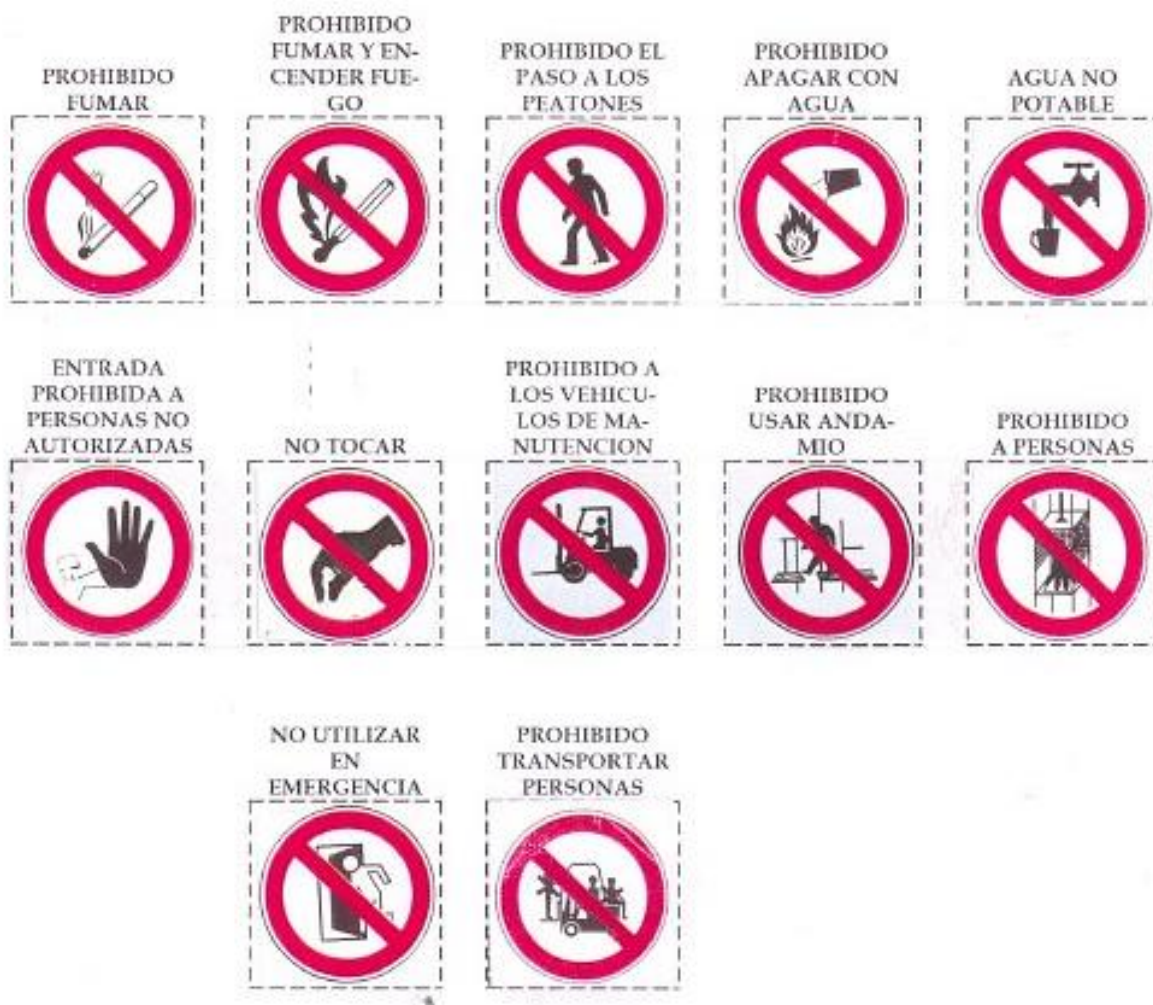 PROHIBIDO
FUMAR
PROHIBIDO
FUMAR Y EN-
CENDER FUE-
GO
PROHIBIDO EL
PASO A LOS
PEATONES
PROHIBIDO
APAGAR CON
AGUA
AGUA NO
POTABLE
ENTRADA
PROHIBIDA A
PERSONAS NO
AUTORIZADAS
NO TOCAR
PROHIBIDO A
LOS VEHICU-
LOS DE MA-
NUTENCION
PROHIBIDO
USAR ANDA-
MIO
PROHIBIDO
A PERSONAS
NO UTILIZAR
EN
EMERGENCIA
PROHIBIDO
TRANSPORTAR
PERSONAS